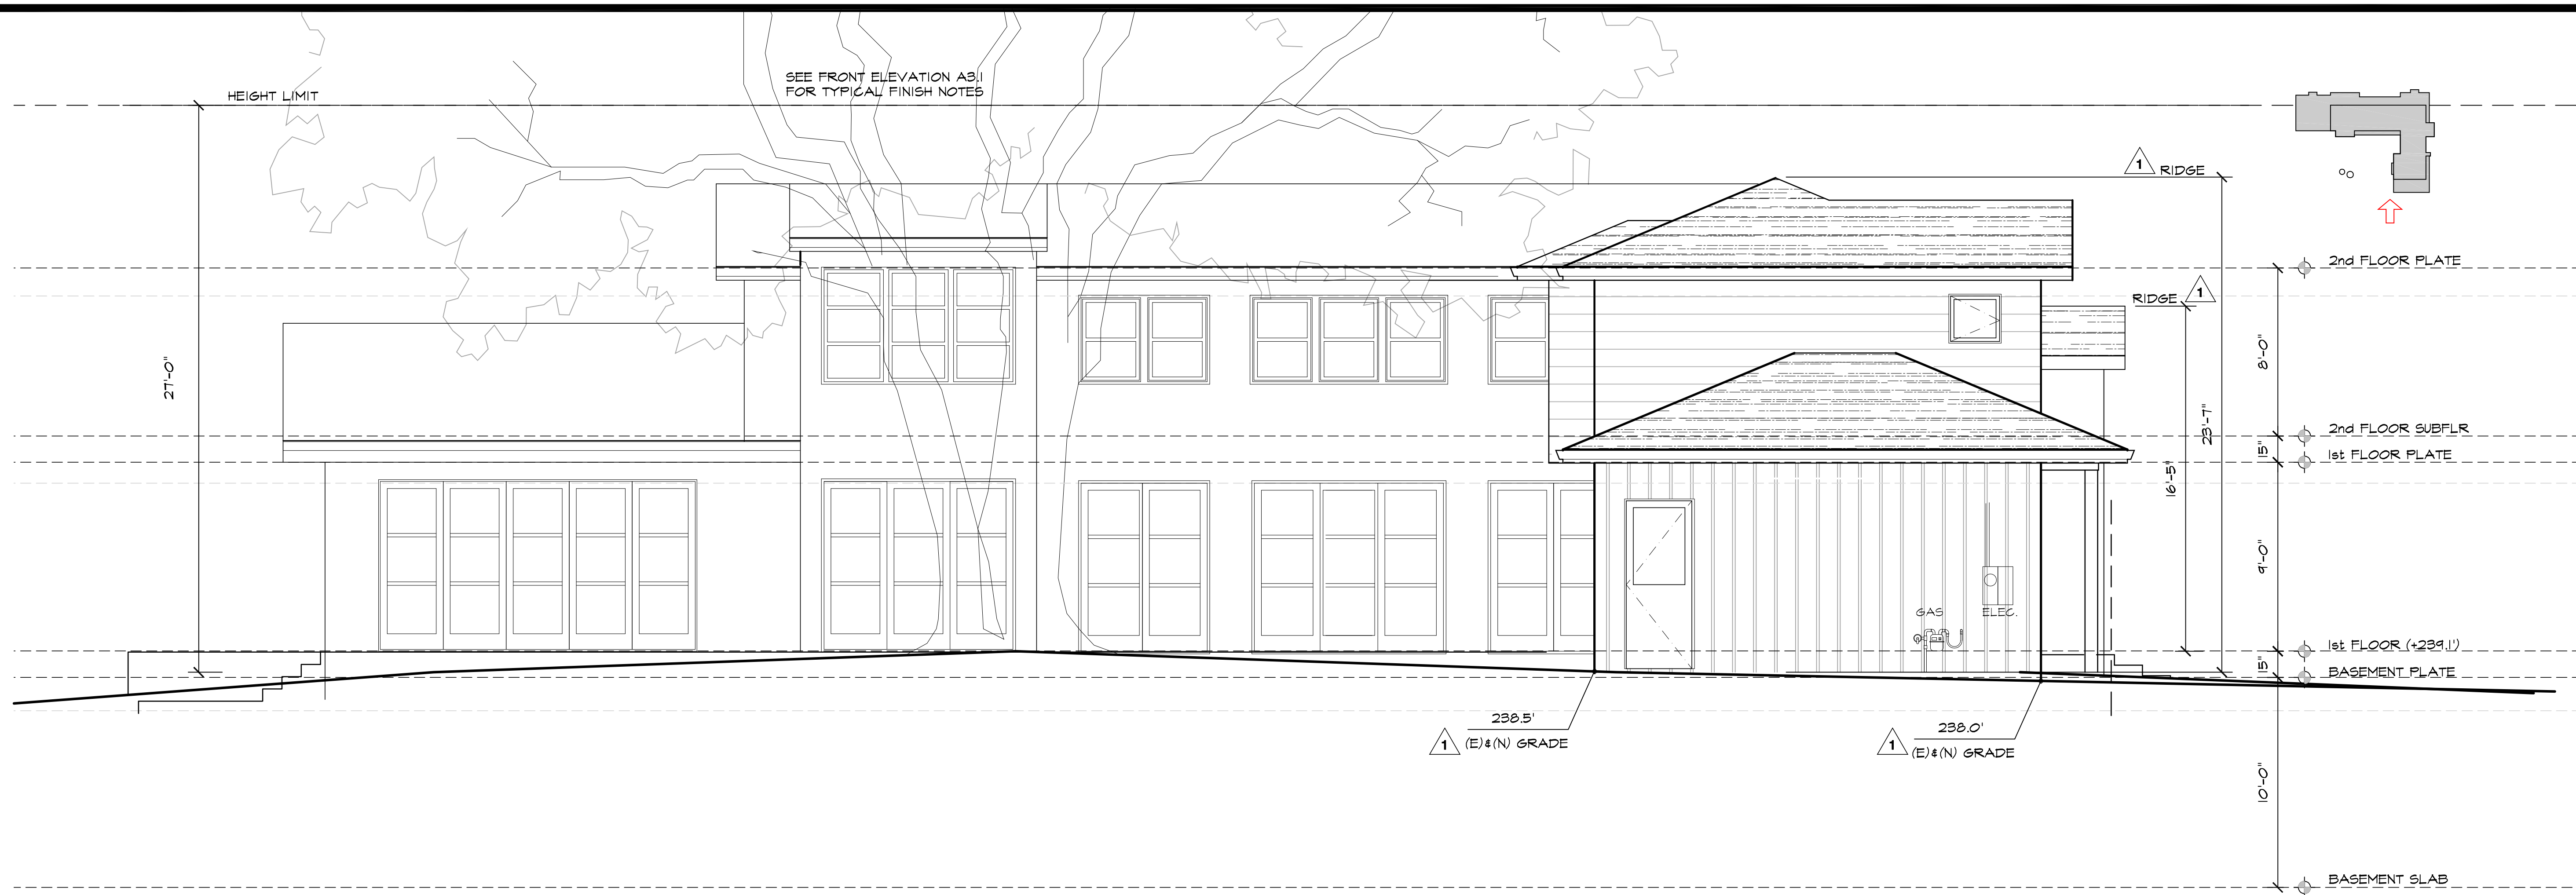 SEE FRONT ELEVATION A3.1
FOR TYPICAL FINISH NOTES
HEIGHT LIMIT
27'-0"
1 RIDGE
2nd FLOOR PLATE
RIDGE 1
8'-0"
23'-7"
2nd FLOOR SUBFLR
15"
1st FLOOR PLATE
16'-5"
9'-0"
GAS
ELEC.
1st FLOOR (+239.1')
15"
BASEMENT PLATE
238.5'
1 (E)&(N) GRADE
238.0'
1 (E)&(N) GRADE
10'-0"
BASEMENT SLAB